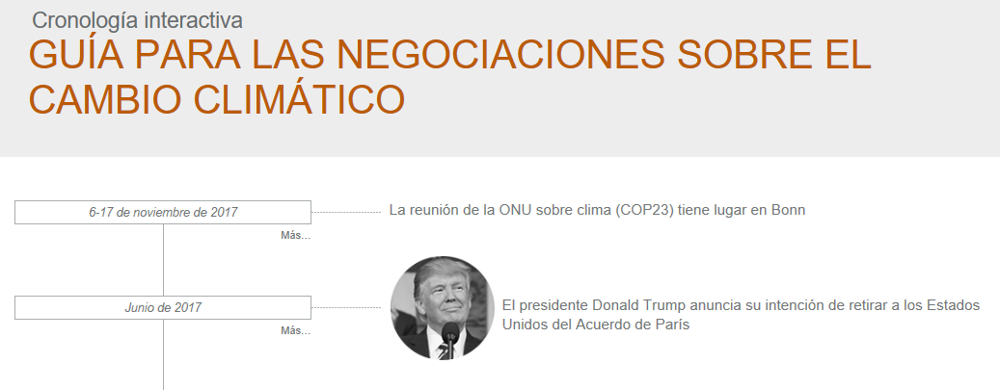 Cronología interactiva
GUÍA PARA LAS NEGOCIACIONES SOBRE EL
CAMBIO CLIMÁTICO
6-17 de noviembre de 2017
La reunión de la ONU sobre clima (COP23) tiene lugar en Bonn
Más...
Junio de 2017
El presidente Donald Trump anuncia su intención de retirar a los Estados
Unidos del Acuerdo de París
Más...